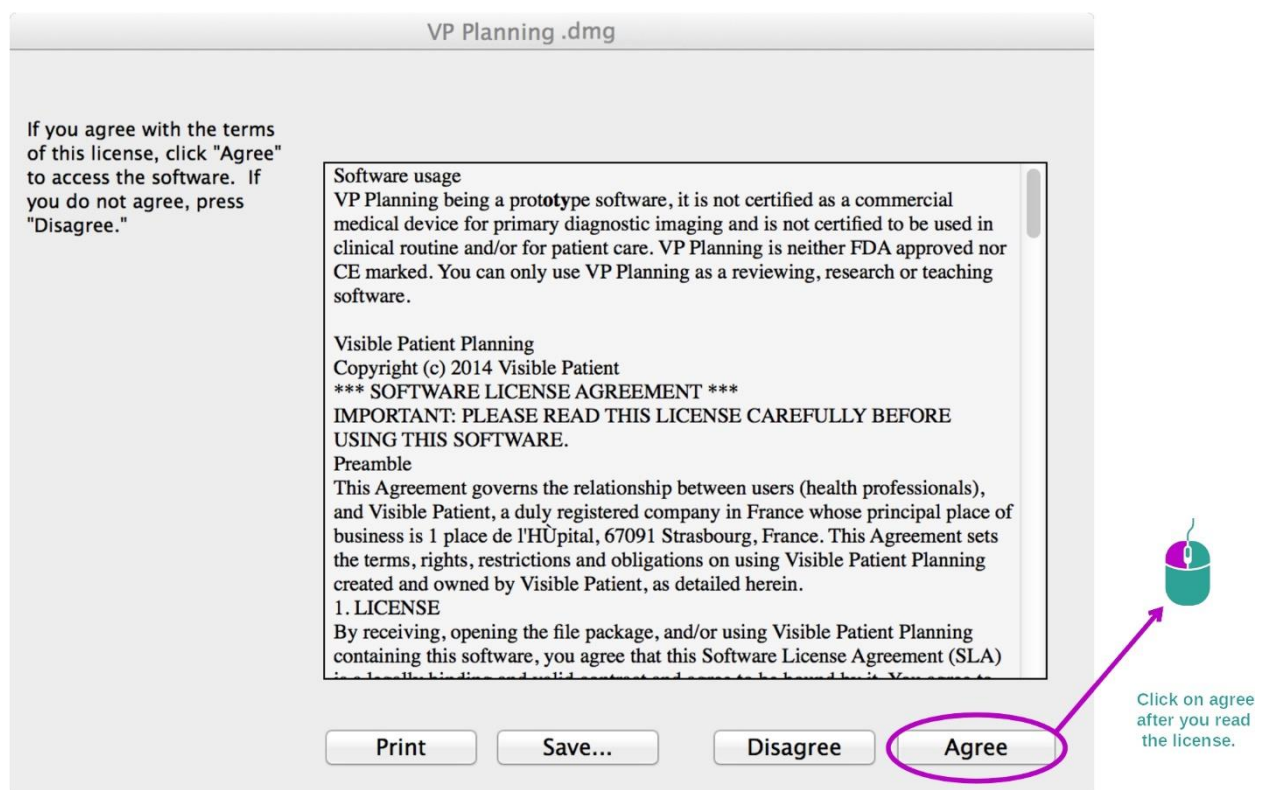 VP Planning .dmg
If you agree with the terms
of this license, click "Agree"
to access the software. If
you do not agree, press
"Disagree."
Software usage
VP Planning being a prototype software, it is not certified as a commercial
medical device for primary diagnostic imaging and is not certified to be used in
clinical routine and/or for patient care. VP Planning is neither FDA approved nor
CE marked. You can only use VP Planning as a reviewing, research or teaching
software.
Visible Patient Planning
Copyright (c) 2014 Visible Patient
*** SOFTWARE LICENSE AGREEMENT ***
IMPORTANT: PLEASE READ THIS LICENSE CAREFULLY BEFORE
USING THIS SOFTWARE.
Preamble
This Agreement governs the relationship between users (health professionals),
and Visible Patient, a duly registered company in France whose principal place of
business is 1 place de l'HÙpital, 67091 Strasbourg, France. This Agreement sets
the terms, rights, restrictions and obligations on using Visible Patient Planning
created and owned by Visible Patient, as detailed herein.
1. LICENSE
By receiving, opening the file package, and/or using Visible Patient Planning
containing this software, you agree that this Software License Agreement (SLA)
Print
Save...
Disagree
Agree
Click on agree
after you read
the license.